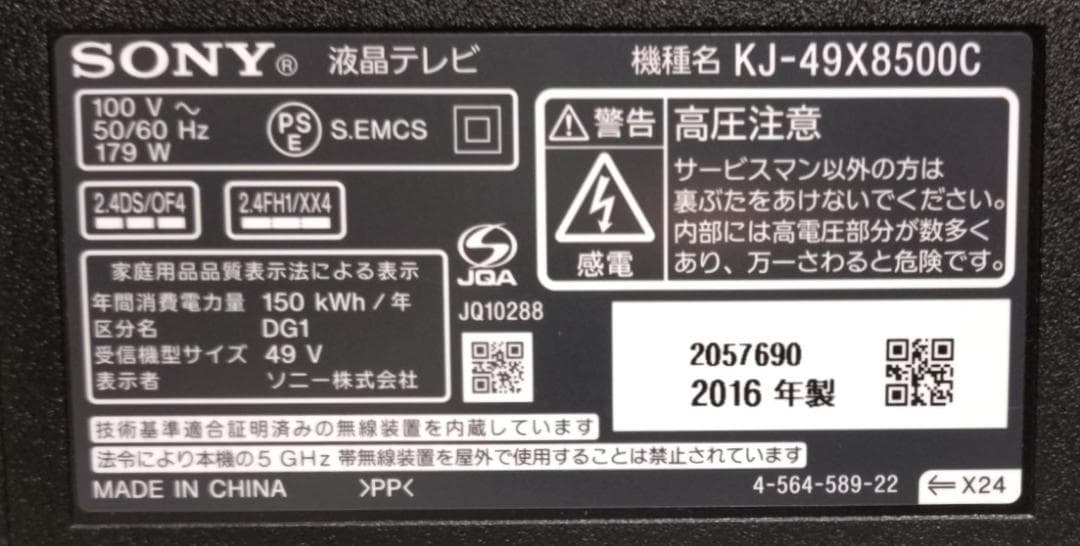 SONY® 液晶テレビ
機種名 KJ-49X8500C
100 V ～
50/60 Hz
179 W
PS
E
S.EMCS
2.4DS/OF4
2.4FH1/XX4
警告
感電
高圧注意
サービスマン以外の方は
裏ぶたをあけないでください。
内部には高電圧部分が数多く
あり、万一さわると危険です。
家庭用品品質表示法による表示
年間消費電力量 150 kWh / 年
区分名 DG1
受信機型サイズ 49 V
表示者 ソニー株式会社
JQA
JQ10288
2057690
2016 年製
技術基準適合証明済みの無線装置を内蔵しています
法令により本機の5 GHz 帯無線装置を屋外で使用することは禁止されています
MADE IN CHINA >PP<
4-564-589-22
⇐X24